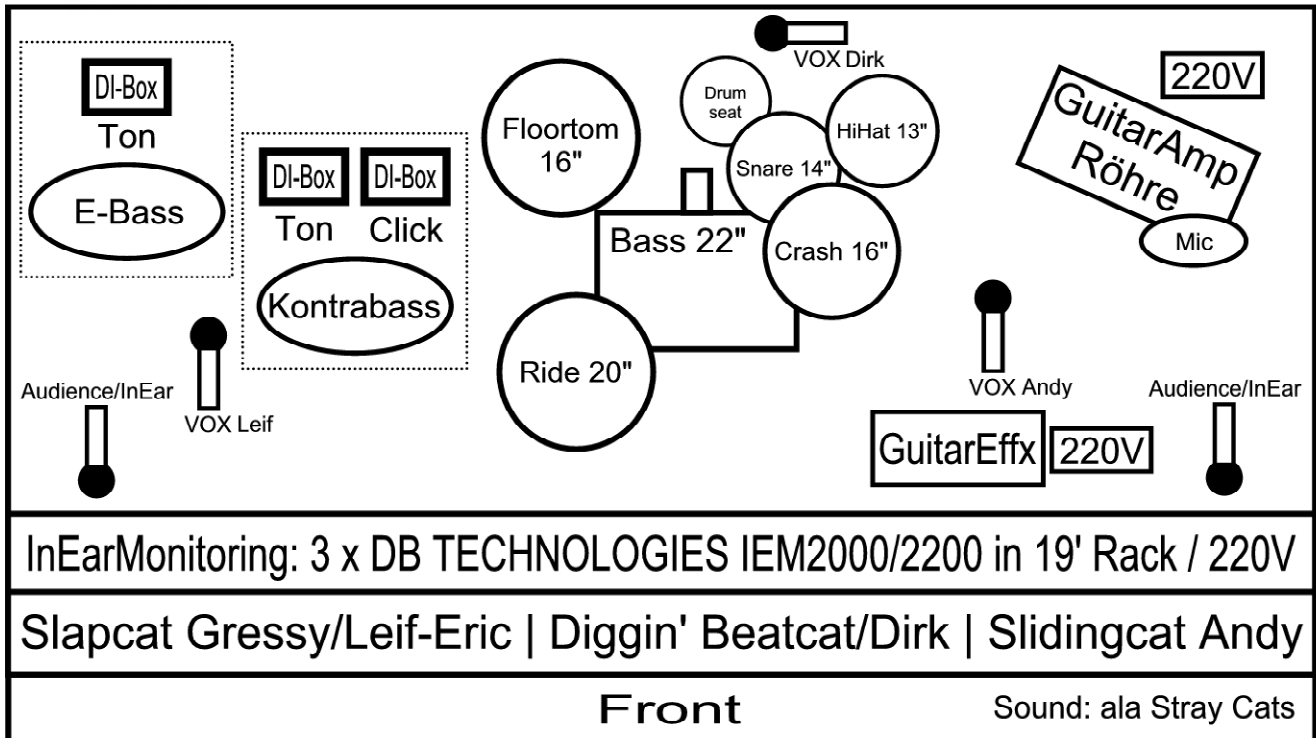 DI-Box
Ton
E-Bass
DI-Box
DI-Box
Ton
Click
Kontrabass
Audience/InEar
VOX Leif
VOX Dirk
Floortom
16"
Drum
seat
HiHat 13"
Snare 14"
Bass 22"
Crash 16"
Ride 20"
220V
GuitarAmp
Röhre
Mic
VOX Andy
Audience/InEar
GuitarEffx
220V
InEarMonitoring: 3 x DB TECHNOLOGIES IEM2000/2200 in 19' Rack / 220V
Slapcat Gressy/Leif-Eric | Diggin' Beatcat/Dirk | Slidingcat Andy
Front
Sound: ala Stray Cats